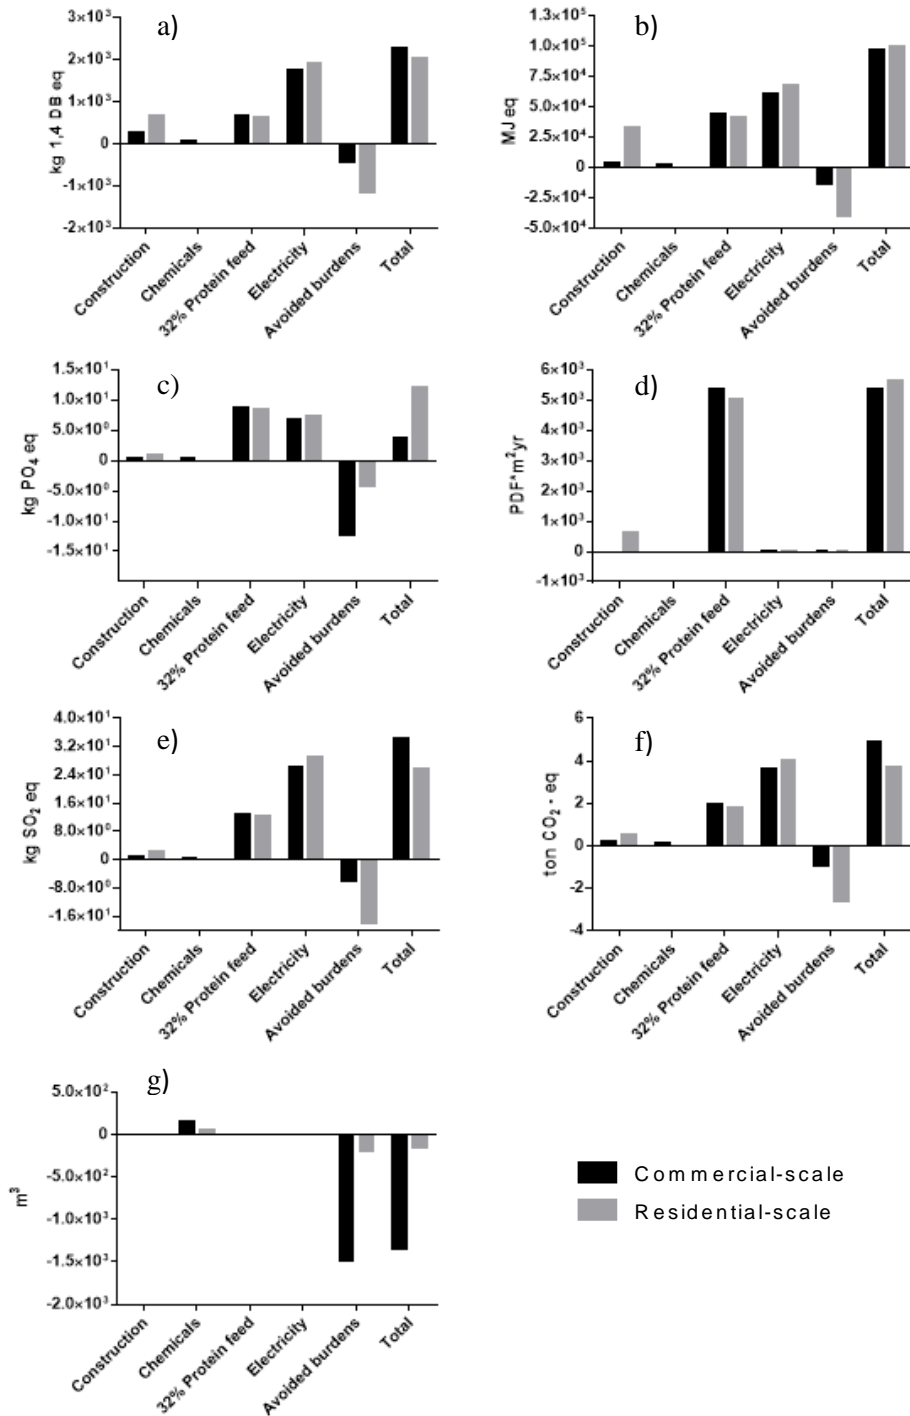 a)
kg 1,4 DB eq
3×10³
2×10³
1×10³
0
-1×10³
-2×10³
Construction
Chemicals
32% Protein feed
Electricity
Avoided burdens
Total
b)
MJ eq
1.3×10⁵
1.0×10⁵
7.5×10⁴
5.0×10⁴
2.5×10⁴
0
-2.5×10⁴
-5.0×10⁴
Construction
Chemicals
32% Protein feed
Electricity
Avoided burdens
Total
c)
kg PO₄ eq
1.5×10¹
1.0×10¹
5.0×10⁰
0
-5.0×10⁰
-1.0×10¹
-1.5×10¹
Construction
Chemicals
32% Protein feed
Electricity
Avoided burdens
Total
d)
PDF*m²yr
6×10³
5×10³
4×10³
3×10³
2×10³
1×10³
0
-1×10³
Construction
Chemicals
32% Protein feed
Electricity
Avoided burdens
Total
e)
kg SO₂ eq
4.0×10¹
3.2×10¹
2.4×10¹
1.6×10¹
8.0×10⁰
0
-8.0×10⁰
-1.6×10¹
Construction
Chemicals
32% Protein feed
Electricity
Avoided burdens
Total
f)
ton CO₂ - eq
6
4
2
0
-2
-4
Construction
Chemicals
32% Protein feed
Electricity
Avoided burdens
Total
g)
m³
5.0×10²
0
-5.0×10²
-1.0×10³
-1.5×10³
-2.0×10³
Construction
Chemicals
32% Protein feed
Electricity
Avoided burdens
Total
Commercial-scale
Residential-scale